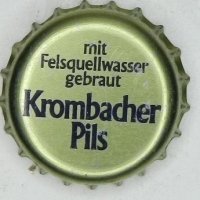 mit
Felsquellwasser
gebraut
Krombacher
Pils